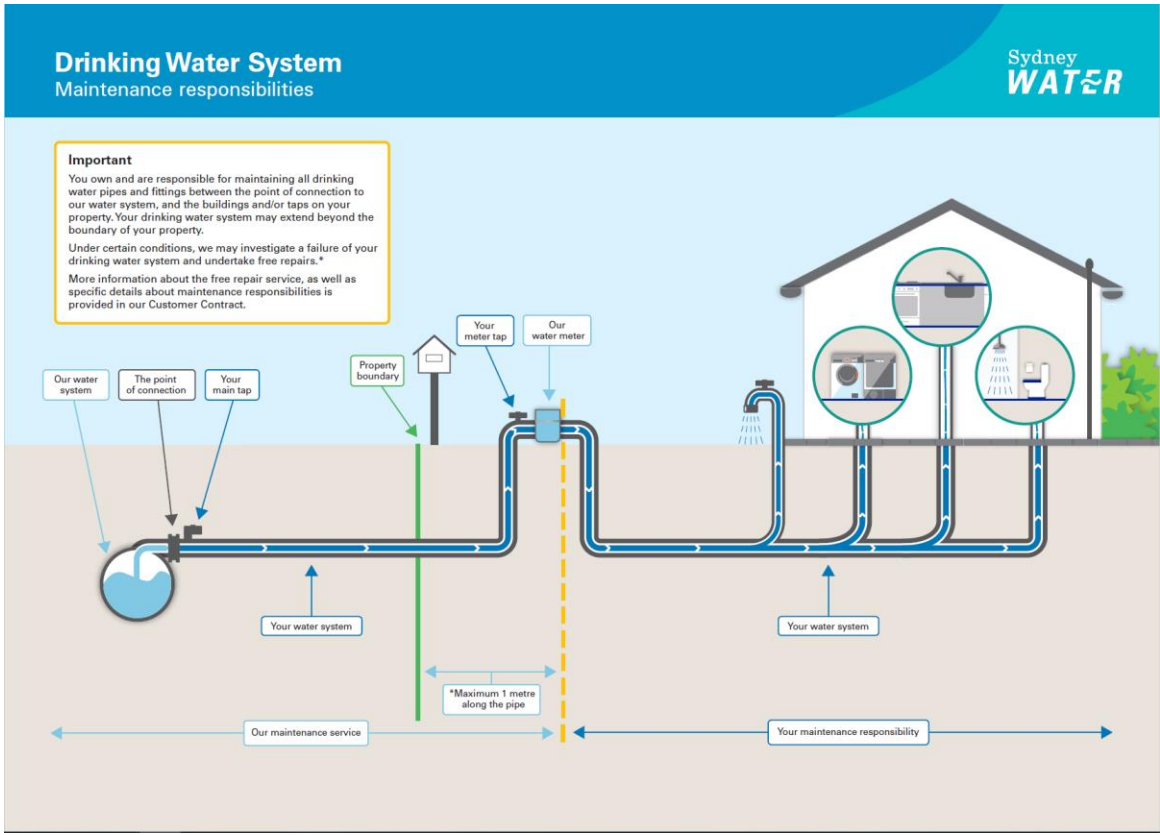 Drinking Water System
Maintenance responsibilities
Sydney
WATER
Important
You own and are responsible for maintaining all drinking
water pipes and fittings between the point of connection to
our water system, and the buildings and/or taps on your
property. Your drinking water system may extend beyond the
boundary of your property.
Under certain conditions, we may investigate a failure of your
drinking water system and undertake free repairs.*
More information about the free repair service, as well as
specific details about maintenance responsibilities is
provided in our Customer Contract.
Our water
system
The point
of connection
Your
main tap
Property
boundary
Your
meter tap
Our
water meter
Your water system
Your water system
*Maximum 1 metre
along the pipe
Our maintenance service
Your maintenance responsibility